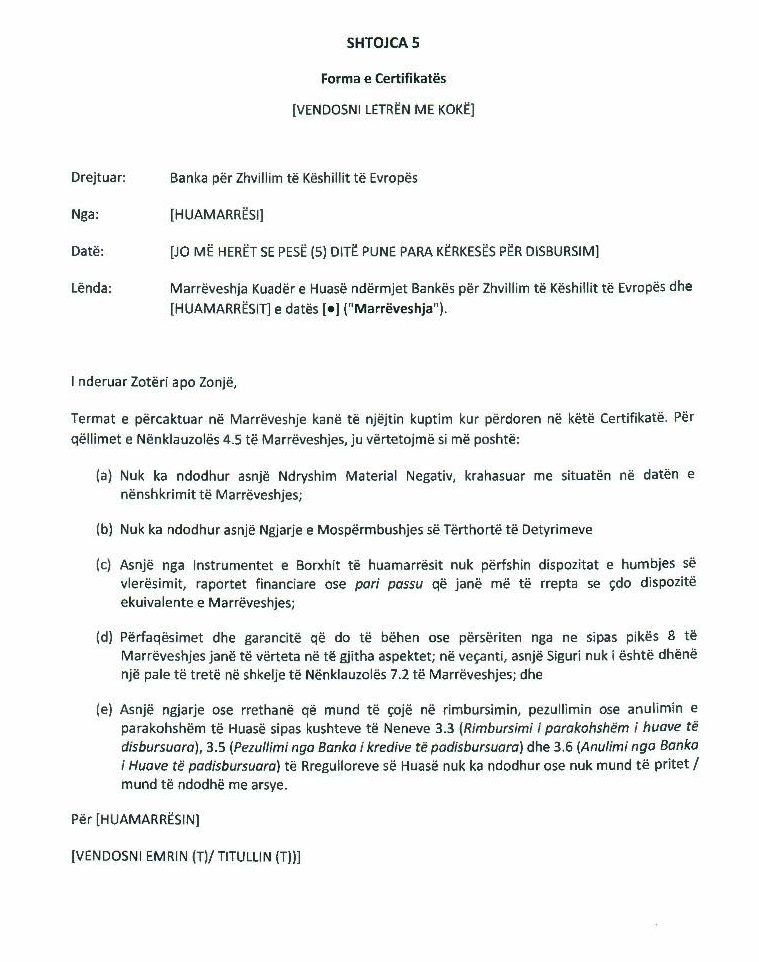 SHTOJCA 5
Forma e Certifikatës
[VENDOSNI LETRËN ME KOKË]
Drejtuar: Banka për Zhvillim të Këshillit të Evropës
Nga: [HUAMARRËSI]
Datë: [JO MË HERËT SE PESË (5) DITË PUNE PARA KËRKESËS PËR DISBURSIM]
Lënda: Marrëveshja Kuadër e Huasë ndërmjet Bankës për Zhvillim të Këshillit të Evropës dhe
[HUAMARRËSIT] e datës [●] ("Marrëveshja").
I nderuar Zotëri apo Zonjë,
Termat e përcaktuar në Marrëveshje kanë të njëjtin kuptim kur përdoren në këtë Certifikatë. Për
qëllimet e Nënklauzolës 4.5 të Marrëveshjes, ju vërtetojmë si më poshtë:
(a) Nuk ka ndodhur asnjë Ndryshim Material Negativ, krahasuar me situatën në datën e
nënshkrimit të Marrëveshjes;
(b) Nuk ka ndodhur asnjë Ngjarje e Mospërmbushjes së Tërthortë të Detyrimeve
(c) Asnjë nga Instrumentet e Borxhit të huamarrësit nuk përfshin dispozitat e humbjes së
vlerësimit, raportet financiare ose pari passu që janë më të rrepta se çdo dispozitë
ekuivalente e Marrëveshjes;
(d) Përfaqësimet dhe garancitë që do të bëhen ose përsëriten nga ne sipas pikës 8 të
Marrëveshjes janë të vërteta në të gjitha aspektet; në veçanti, asnjë Siguri nuk i është dhënë
një pale të tretë në shkelje të Nënklauzolës 7.2 të Marrëveshjes; dhe
(e) Asnjë ngjarje ose rrethanë që mund të çojë në rimbursimin, pezullimin ose anulimin e
parakohshëm të Huasë sipas kushteve të Neneve 3.3 (Rimbursimi i parakohshëm i huave të
disbursuara), 3.5 (Pezullimi nga Banka i kredive të padisbursuara) dhe 3.6 (Anulimi nga Banka
i Huave të padisbursuara) të Rregulloreve së Huasë nuk ka ndodhur ose nuk mund të pritet /
mund të ndodhë me arsye.
Për [HUAMARRËSIN]
[VENDOSNI EMRIN (T)/ TITULLIN (T))]